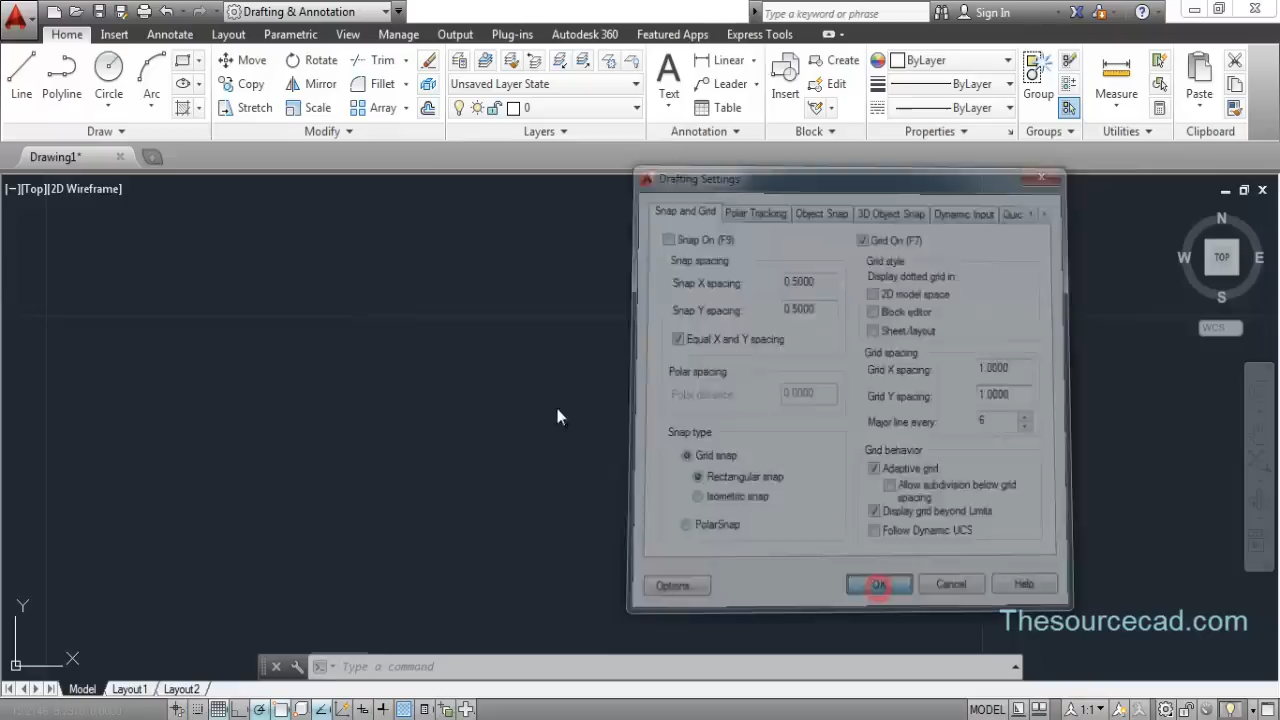 Drafting & Annotation
Type a keyword or phrase
Sign In
Home Insert Annotate Layout Parametric View Manage Output Plug-ins Autodesk 360 Featured Apps Express Tools
Line Polyline Circle Arc
Move Rotate Trim
Copy Mirror Fillet
Stretch Scale Array
Unsaved Layer State
0
Text
Linear
Leader
Table
Insert
Create
Edit
ByLayer
ByLayer
ByLayer
Group
Measure
Paste
Draw Modify Layers Annotation Block Properties Groups Utilities Clipboard
Drawing1*
[−][Top][2D Wireframe]
N
W TOP E
S
WCS
Drafting Settings
Snap and Grid Polar Tracking Object Snap 3D Object Snap Dynamic Input Quic
Snap On (F9)
Snap spacing
Snap X spacing: 0.5000
Snap Y spacing: 0.5000
Equal X and Y spacing
Polar spacing
Polar distance: 0.0000
Snap type
Grid snap
Rectangular snap
Isometric snap
PolarSnap
Grid On (F7)
Grid style
Display dotted grid in:
2D model space
Block editor
Sheet/layout
Grid spacing
Grid X spacing: 1.0000
Grid Y spacing: 1.0000
Major line every: 6
Grid behavior
Adaptive grid
Allow subdivision below grid
spacing
Display grid beyond Limits
Follow Dynamic UCS
Options... OK Cancel Help
Thesourcecad.com
Y
X
Type a command
Model Layout1 Layout2
MODEL 1:1